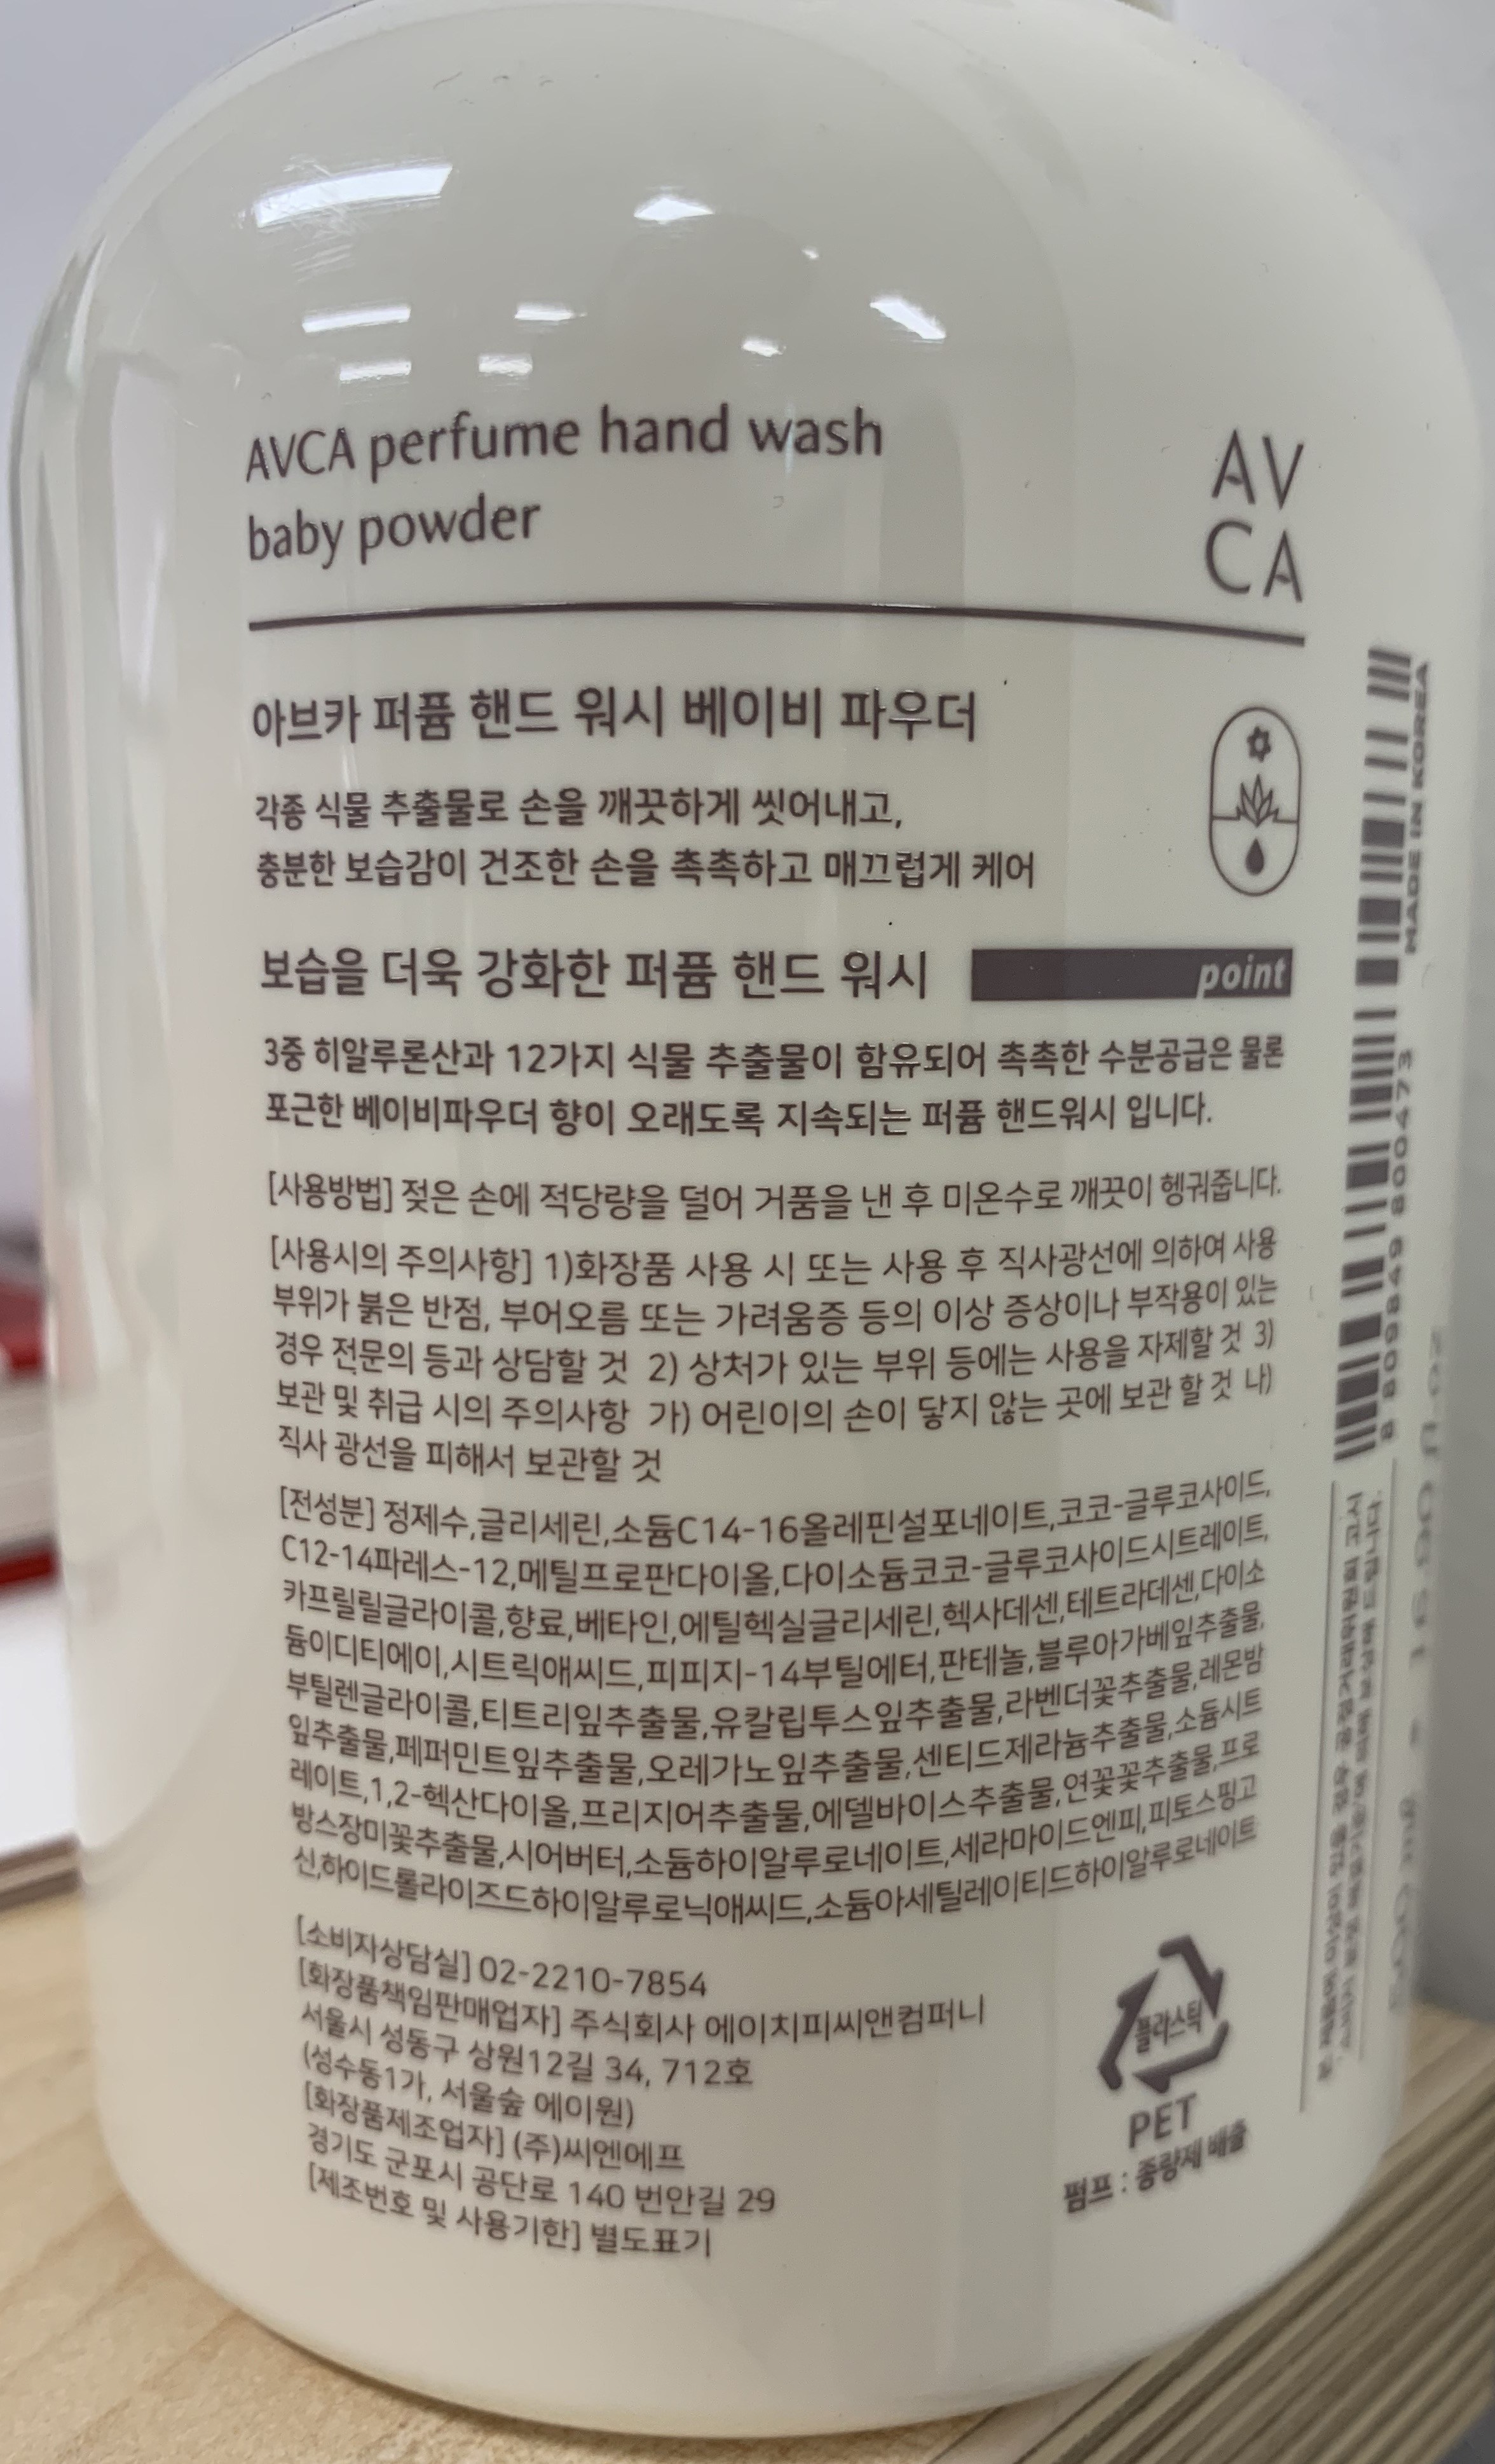 AVCA perfume hand wash
baby powder
AV
CA
아브카 퍼퓸 핸드 워시 베이비 파우더
각종 식물 추출물로 손을 깨끗하게 씻어내고,
충분한 보습감이 건조한 손을 촉촉하고 매끄럽게 케어
보습을 더욱 강화한 퍼퓸 핸드 워시
point
3중 히알루론산과 12가지 식물 추출물이 함유되어 촉촉한 수분공급은 물론
포근한 베이비파우더 향이 오래도록 지속되는 퍼퓸 핸드워시 입니다.
[사용방법] 젖은 손에 적당량을 덜어 거품을 낸 후 미온수로 깨끗이 헹궈줍니다.
[사용시의 주의사항] 1)화장품 사용 시 또는 사용 후 직사광선에 의하여 사용
부위가 붉은 반점, 부어오름 또는 가려움증 등의 이상 증상이나 부작용이 있는
경우 전문의 등과 상담할 것 2) 상처가 있는 부위 등에는 사용을 자제할 것 3)
보관 및 취급 시의 주의사항 가) 어린이의 손이 닿지 않는 곳에 보관 할 것 나)
직사 광선을 피해서 보관할 것
[전성분] 정제수,글리세린,소듐C14-16올레핀설포네이트,코코-글루코사이드,
C12-14파레스-12,메틸프로판다이올,다이소듐코코-글루코사이드시트레이트,
카프릴릴글라이콜,향료,베타인,에틸헥실글리세린,헥사데센,테트라데센,다이소
듐이디티에이,시트릭애씨드,피피지-14부틸에터,판테놀,블루아가베잎추출물,
부틸렌글라이콜,티트리잎추출물,유칼립투스잎추출물,라벤더꽃추출물,레몬밤
잎추출물,페퍼민트잎추출물,오레가노잎추출물,센티드제라늄추출물,소듐시트
레이트,1,2-헥산다이올,프리지어추출물,에델바이스추출물,연꽃꽃추출물,프로
방스장미꽃추출물,시어버터,소듐하이알루로네이트,세라마이드엔피,피토스핑고
신,하이드롤라이즈드하이알루로닉애씨드,소듐아세틸레이티드하이알루로네이트
[소비자상담실] 02-2210-7854
[화장품책임판매업자] 주식회사 에이치피씨앤컴퍼니
서울시 성동구 상원12길 34, 712호
(성수동1가, 서울숲 에이원)
[화장품제조업자] (주)씨엔에프
경기도 군포시 공단로 140 번안길 29
[제조번호 및 사용기한] 별도표기
플라스틱
PET
펌프 : 종량제 배출
MADE IN KOREA
8 809849 800473